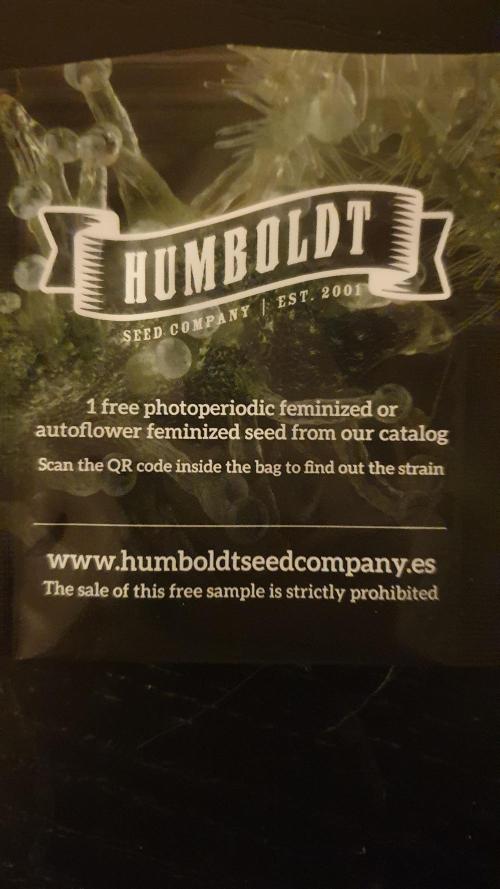 HUMBOLDT
SEED COMPANY | EST. 2001
1 free photoperiodic feminized or
autoflower feminized seed from our catalog
Scan the QR code inside the bag to find out the strain
www.humboldtseedcompany.es
The sale of this free sample is strictly prohibited